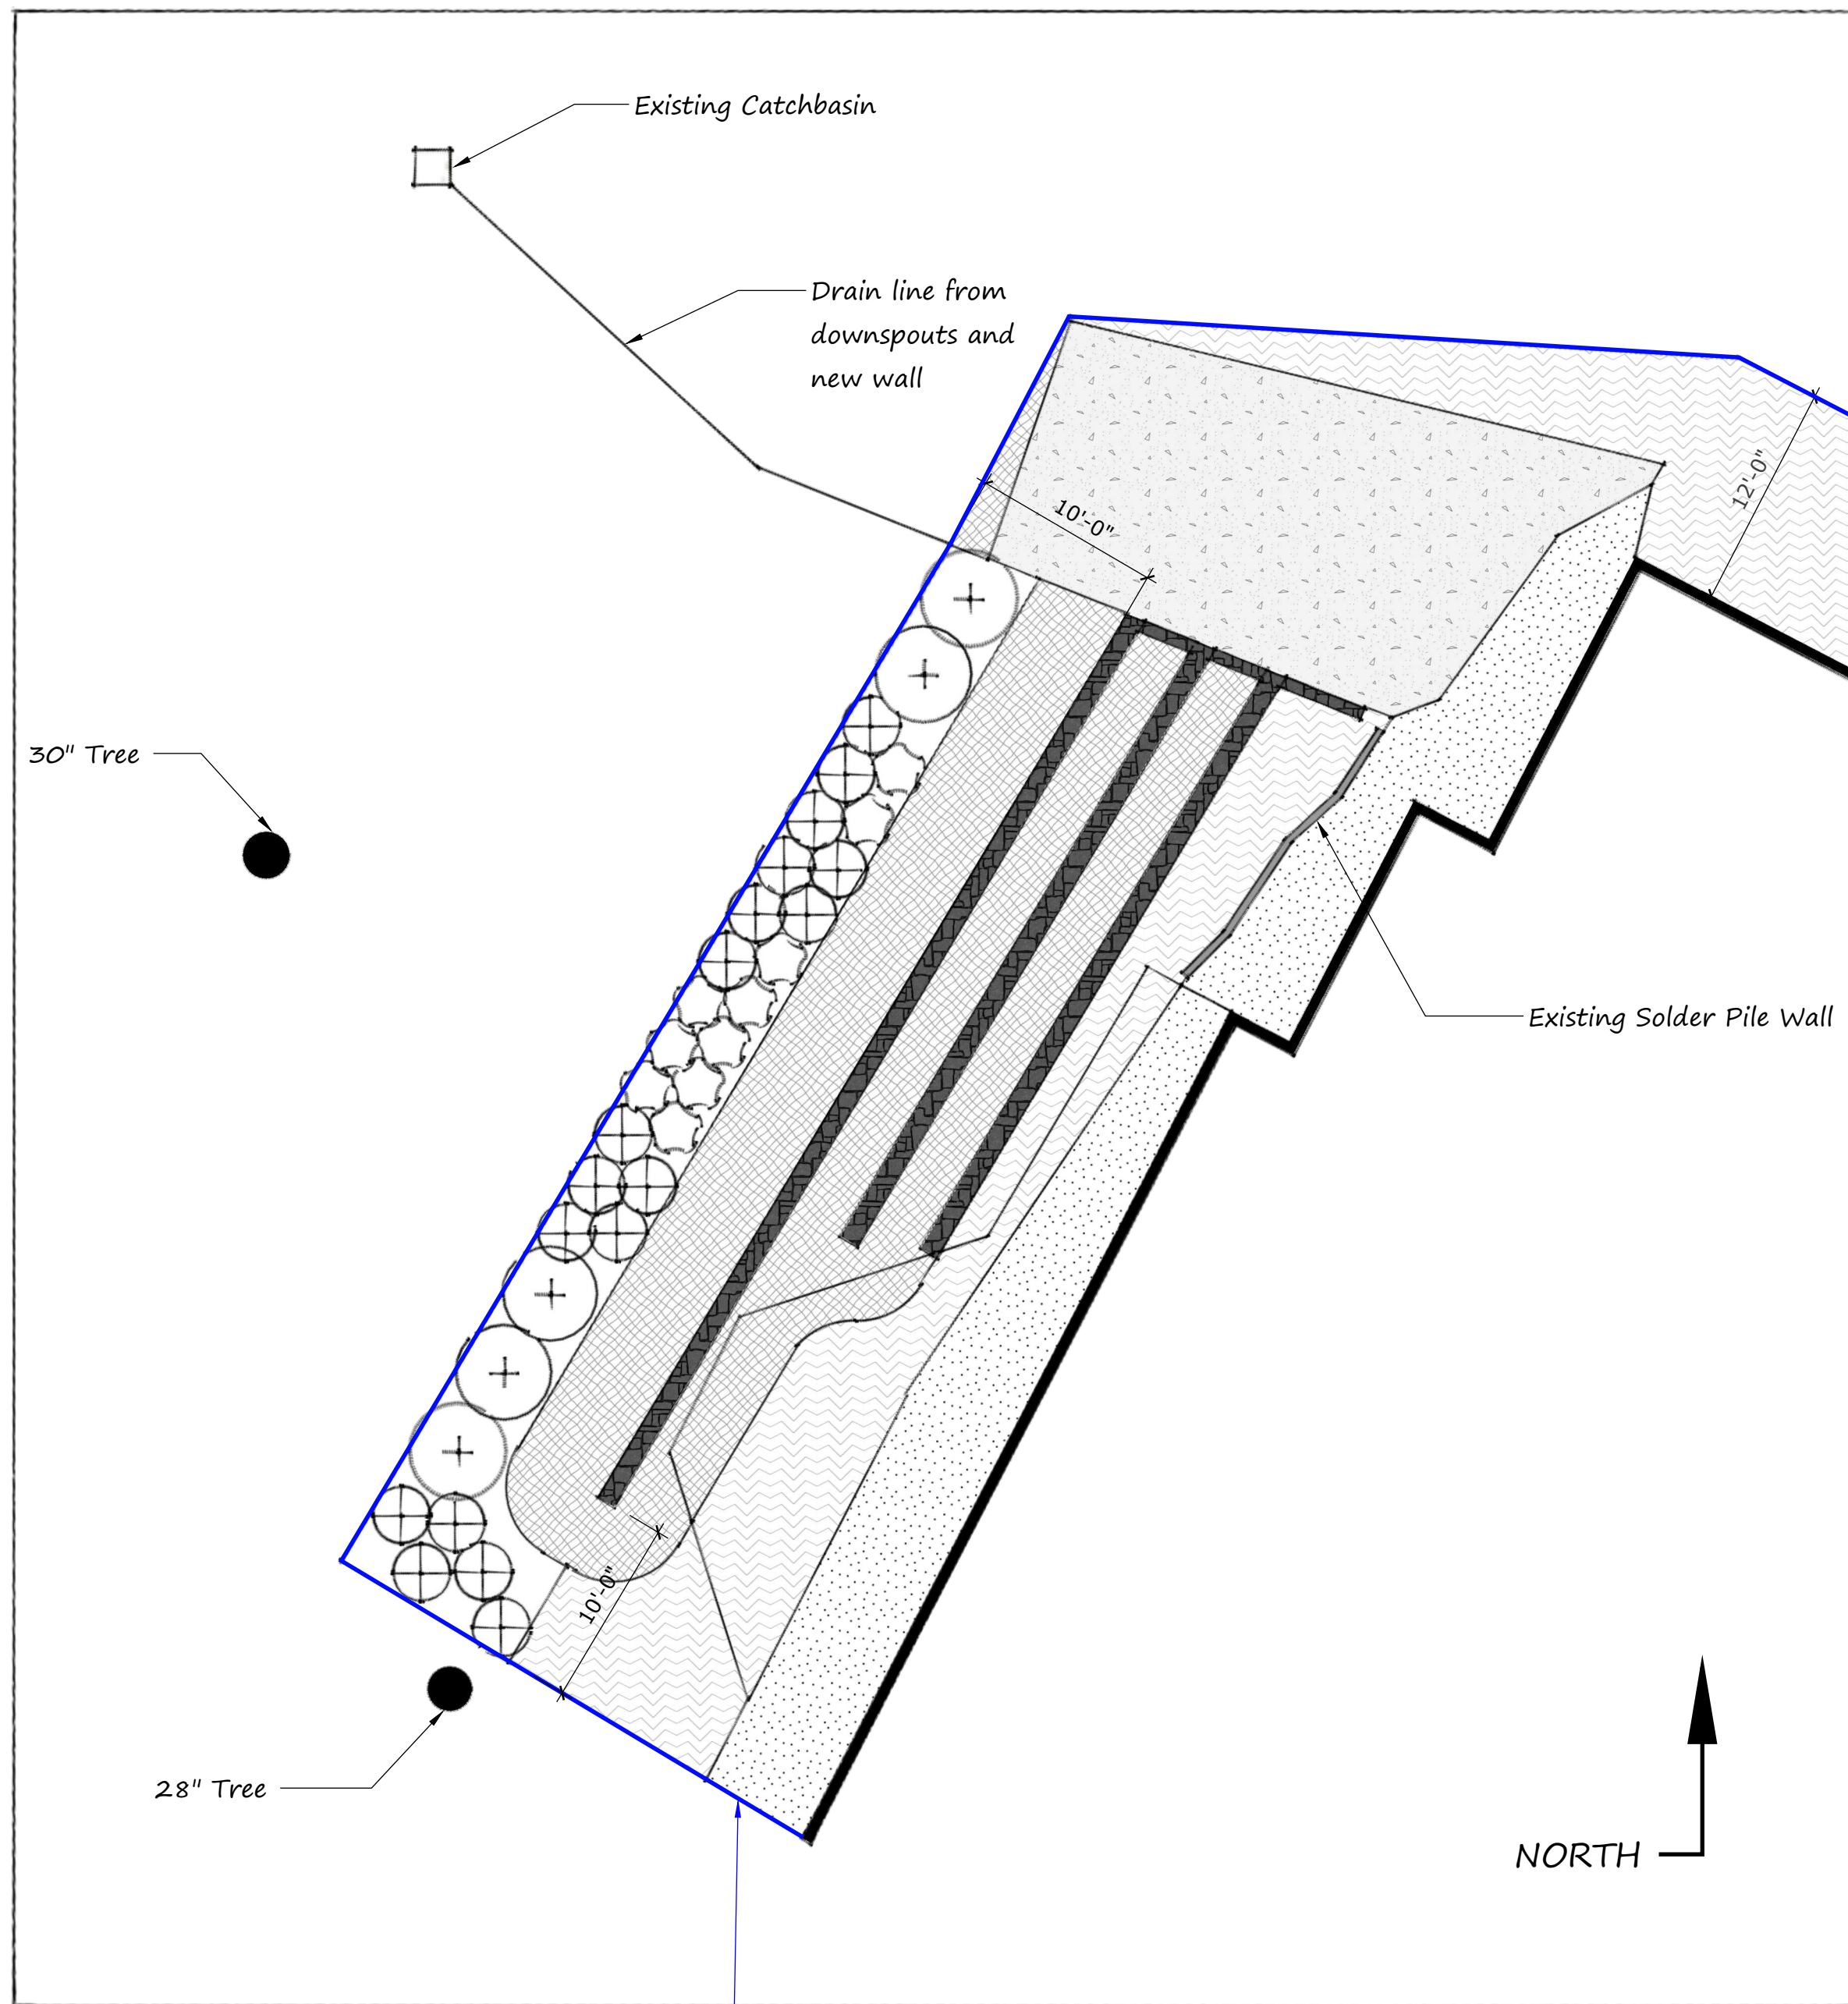 Existing Catchbasin
Drain line from
downspouts and
new wall
12'-0"
10'-0"
30" Tree
Existing Solder Pile Wall
10'-0"
28" Tree
NORTH